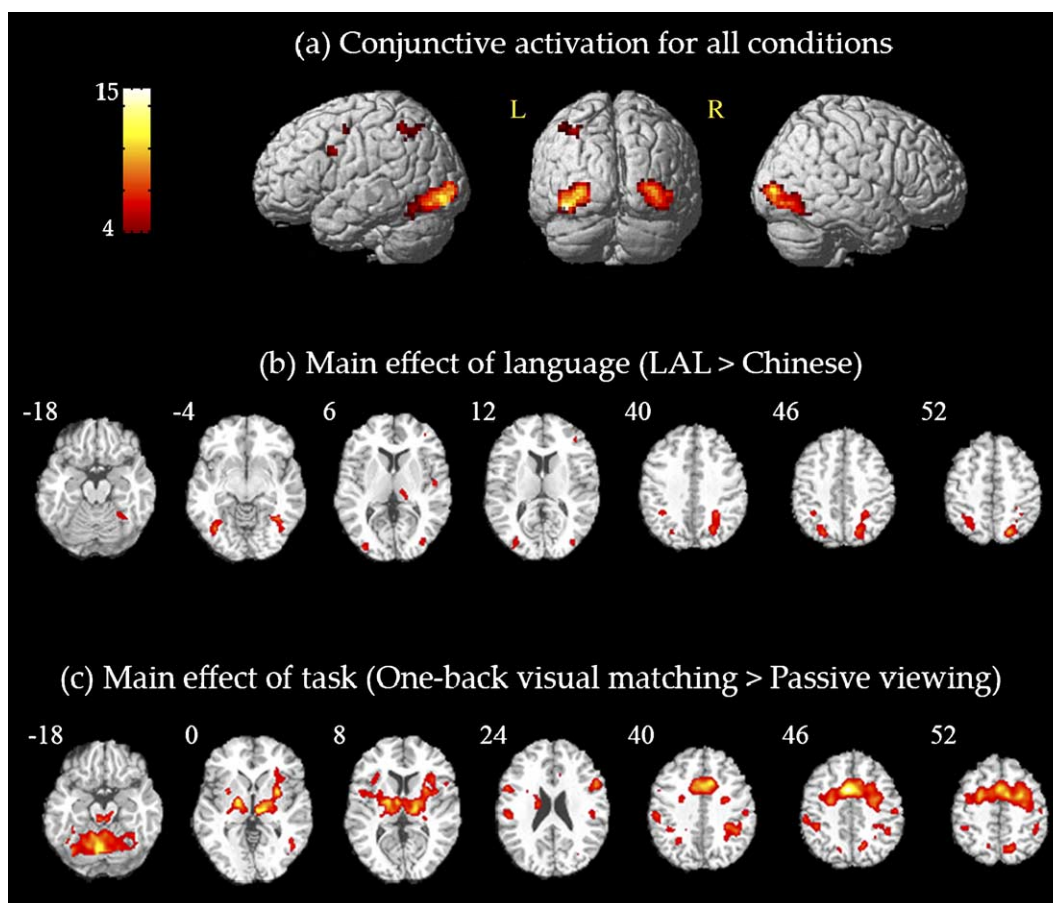 (a) Conjunctive activation for all conditions
15
4
L R
(b) Main effect of language (LAL > Chinese)
-18 -4 6 12 40 46 52
(c) Main effect of task (One-back visual matching > Passive viewing)
-18 0 8 24 40 46 52